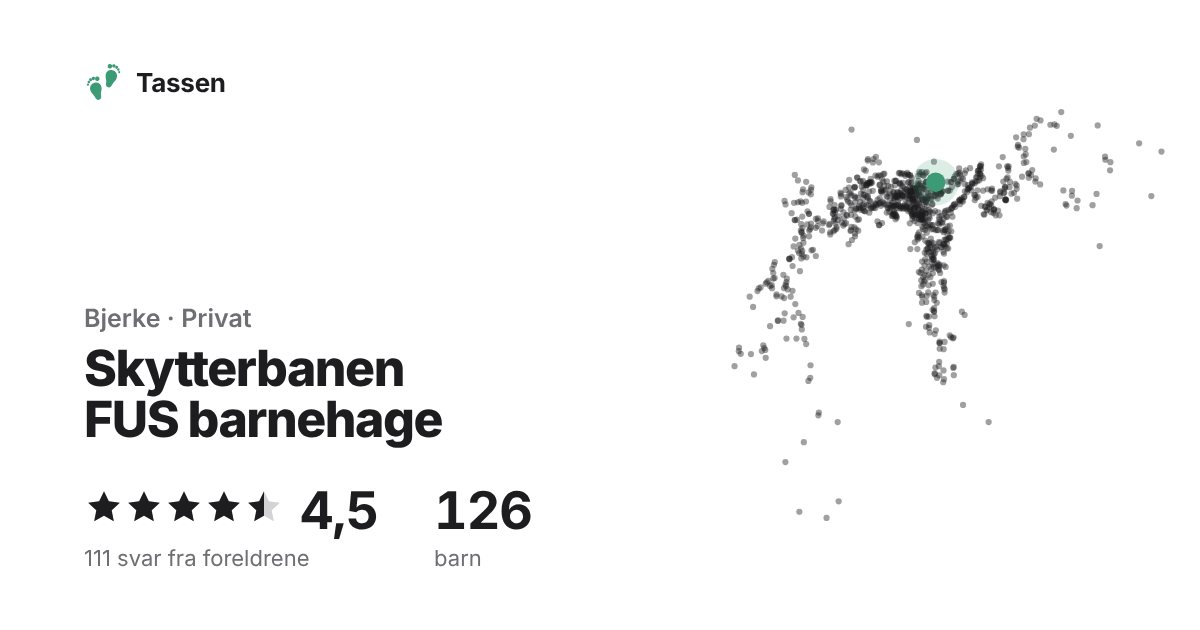 Tassen
Bjerke · Privat
Skytterbanen
FUS barnehage
4,5
126
111 svar fra foreldrene
barn